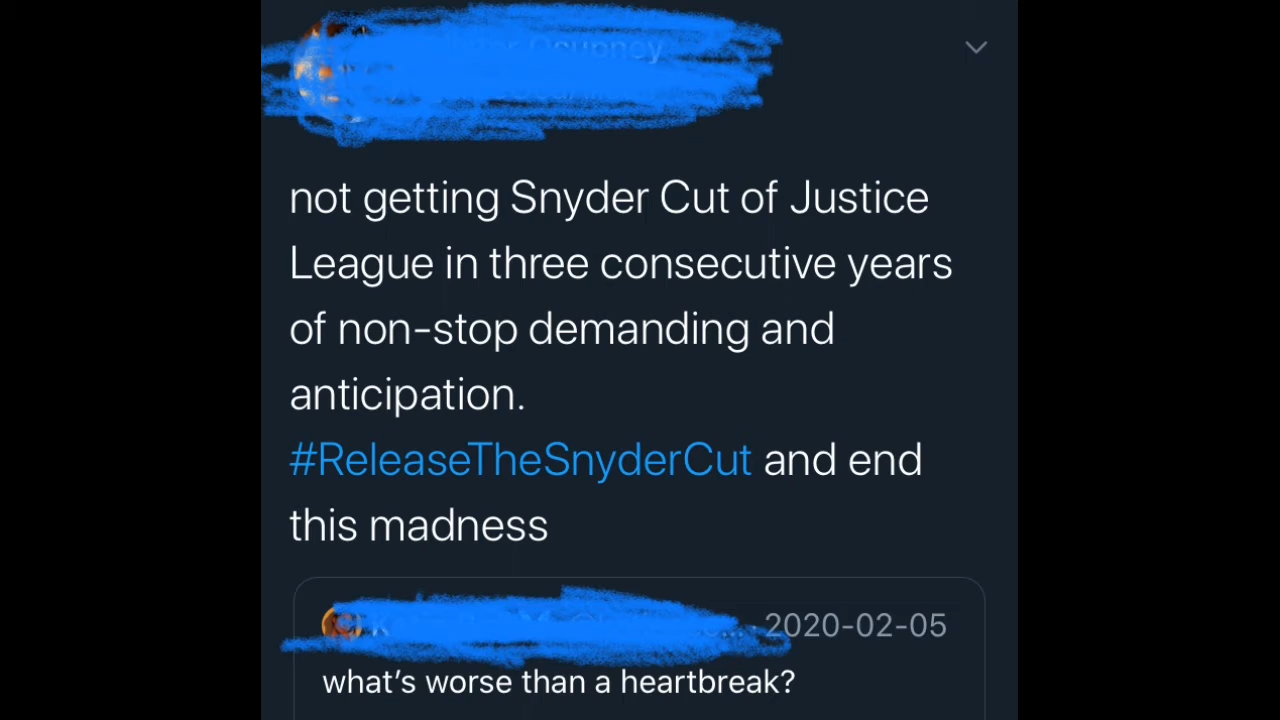 not getting Snyder Cut of Justice
League in three consecutive years
of non-stop demanding and
anticipation.
#ReleaseTheSnyderCut and end
this madness
2020-02-05
what's worse than a heartbreak?